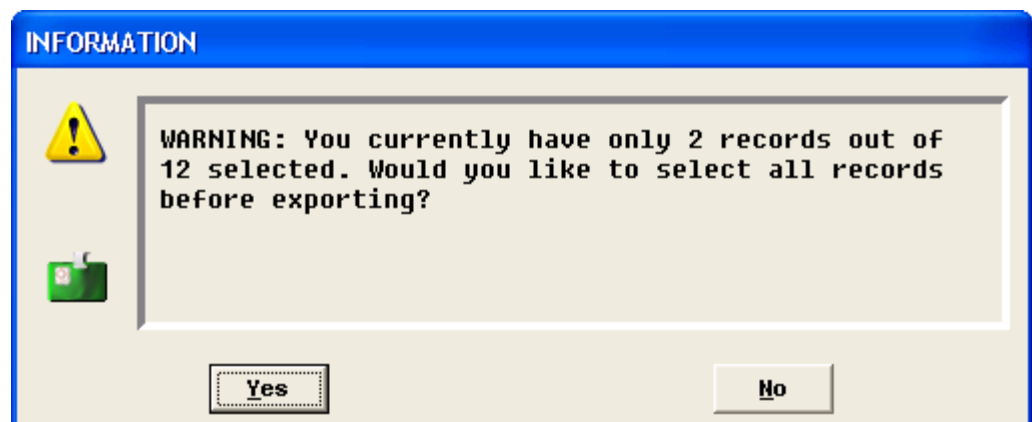 INFORMATION
WARNING: You currently have only 2 records out of
12 selected. Would you like to select all records
before exporting?
Yes
No